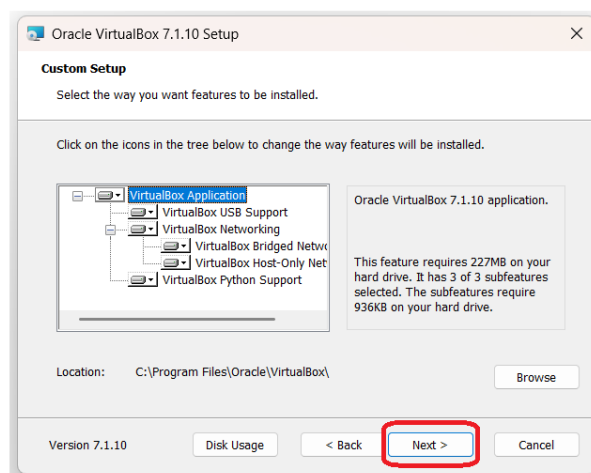 Oracle VirtualBox 7.1.10 Setup
Custom Setup
Select the way you want features to be installed.
Click on the icons in the tree below to change the way features will be installed.
VirtualBox Application
VirtualBox USB Support
VirtualBox Networking
VirtualBox Bridged Netwo
VirtualBox Host-Only Net
VirtualBox Python Support
Oracle VirtualBox 7.1.10 application.
This feature requires 227MB on your
hard drive. It has 3 of 3 subfeatures
selected. The subfeatures require
936KB on your hard drive.
Location: C:\Program Files\Oracle\VirtualBox\
Browse
Version 7.1.10 Disk Usage < Back Next > Cancel